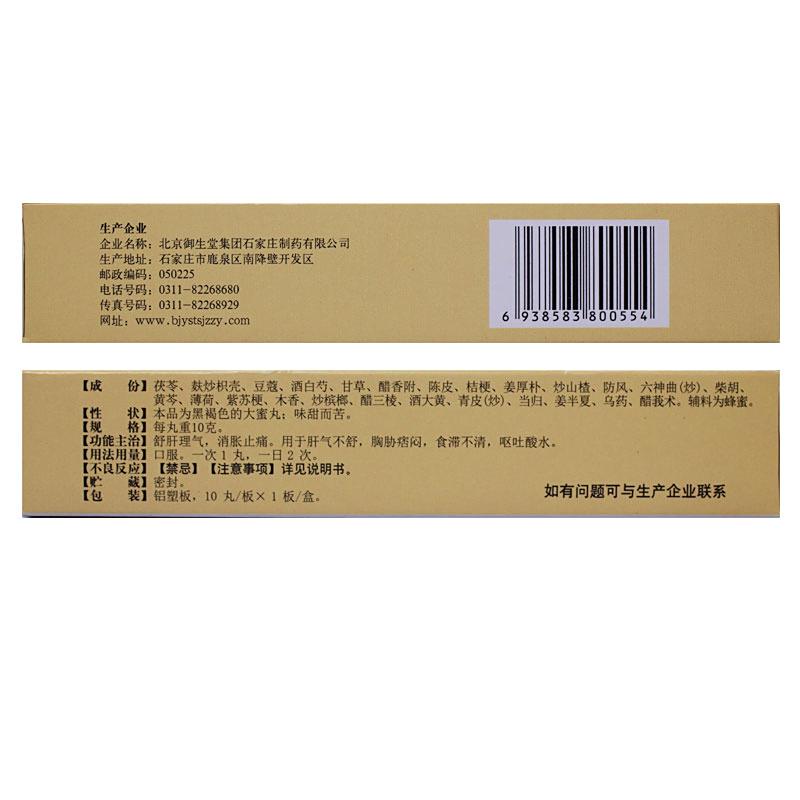 生产企业
企业名称：北京御生堂集团石家庄制药有限公司
生产地址：石家庄市鹿泉区南降壁开发区
邮政编码：050225
电话号码：0311-82268680
传真号码：0311-82268929
网址：www.bjystsjzzy.com
6 938583 800554
【成 份】茯苓、麸炒枳壳、豆蔻、酒白芍、甘草、醋香附、陈皮、桔梗、姜厚朴、炒山楂、防风、六神曲(炒)、柴胡、
黄芩、薄荷、紫苏梗、木香、炒槟榔、醋三棱、酒大黄、青皮(炒)、当归、姜半夏、乌药、醋莪术。辅料为蜂蜜。
【性 状】本品为黑褐色的大蜜丸；味甜而苦。
【规 格】每丸重10克。
【功能主治】舒肝理气，消胀止痛。用于肝气不舒，胸胁痞闷，食滞不清，呕吐酸水。
【用法用量】口服。一次1丸，一日2次。
【不良反应】【禁忌】【注意事项】详见说明书。
【贮 藏】密封。
【包 装】铝塑板，10 丸/板×1 板/盒。
如有问题可与生产企业联系